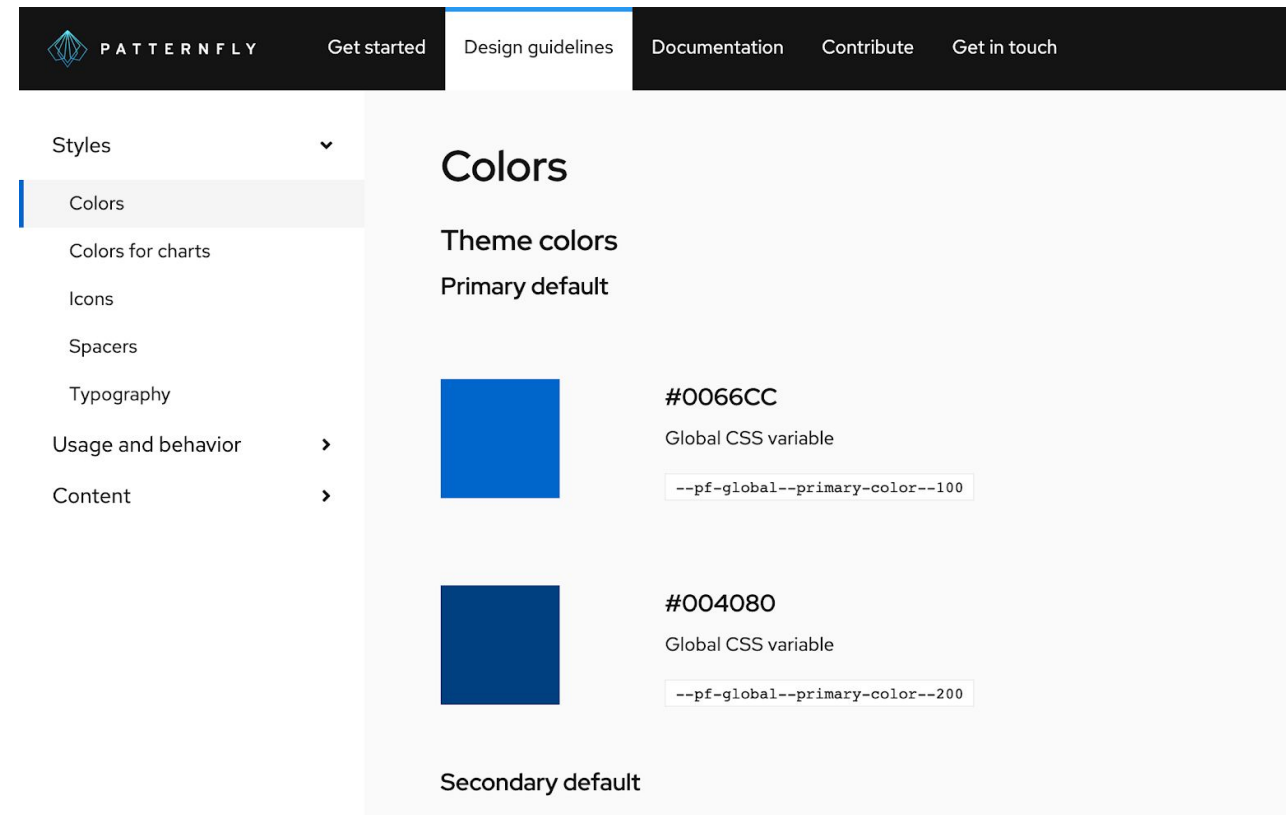 PATTERNFLY Get started Design guidelines Documentation Contribute Get in touch
Styles
Colors
Colors for charts
Icons
Spacers
Typography
Usage and behavior
Content
Colors
Theme colors
Primary default
#0066CC
Global CSS variable
--pf-global--primary-color--100
#004080
Global CSS variable
--pf-global--primary-color--200
Secondary default